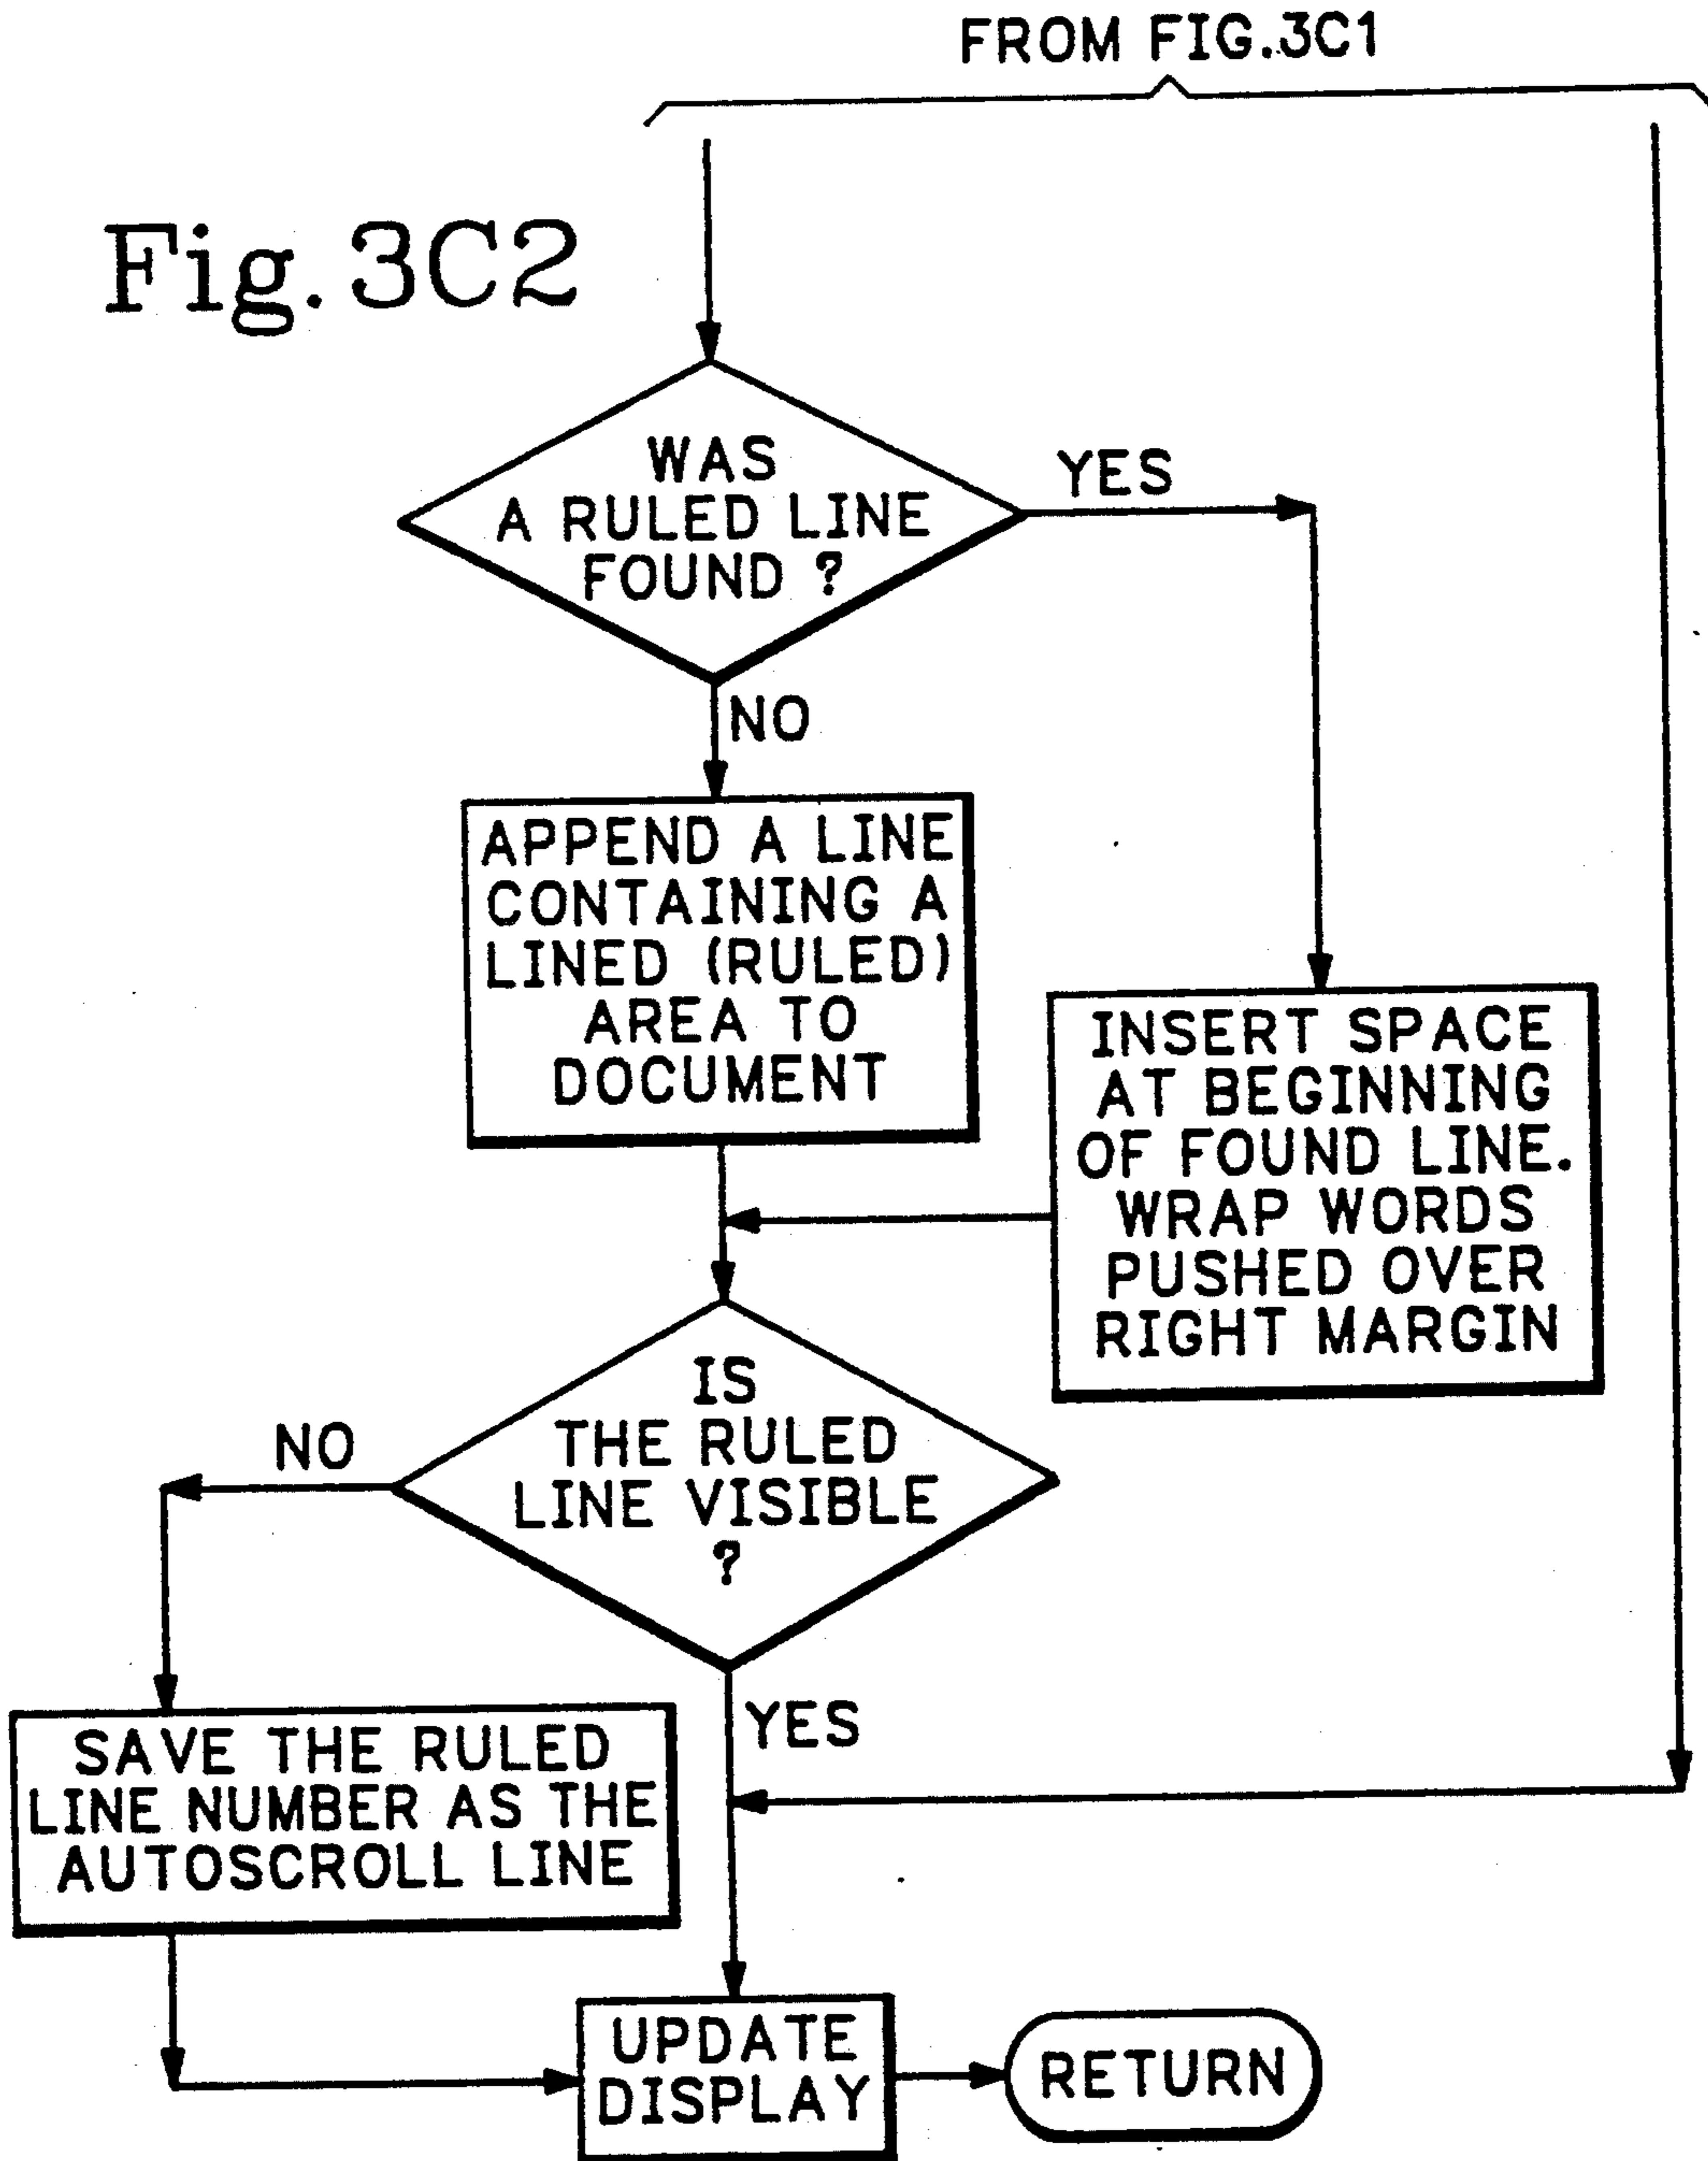 FROM FIG.3C1
Fig. 3C2
WAS
A RULED LINE
FOUND ?
YES
NO
APPEND A LINE
CONTAINING A
LINED (RULED)
AREA TO
DOCUMENT
INSERT SPACE
AT BEGINNING
OF FOUND LINE.
WRAP WORDS
PUSHED OVER
RIGHT MARGIN
IS
THE RULED
LINE VISIBLE
?
NO
YES
SAVE THE RULED
LINE NUMBER AS THE
AUTOSCROLL LINE
UPDATE
DISPLAY
RETURN